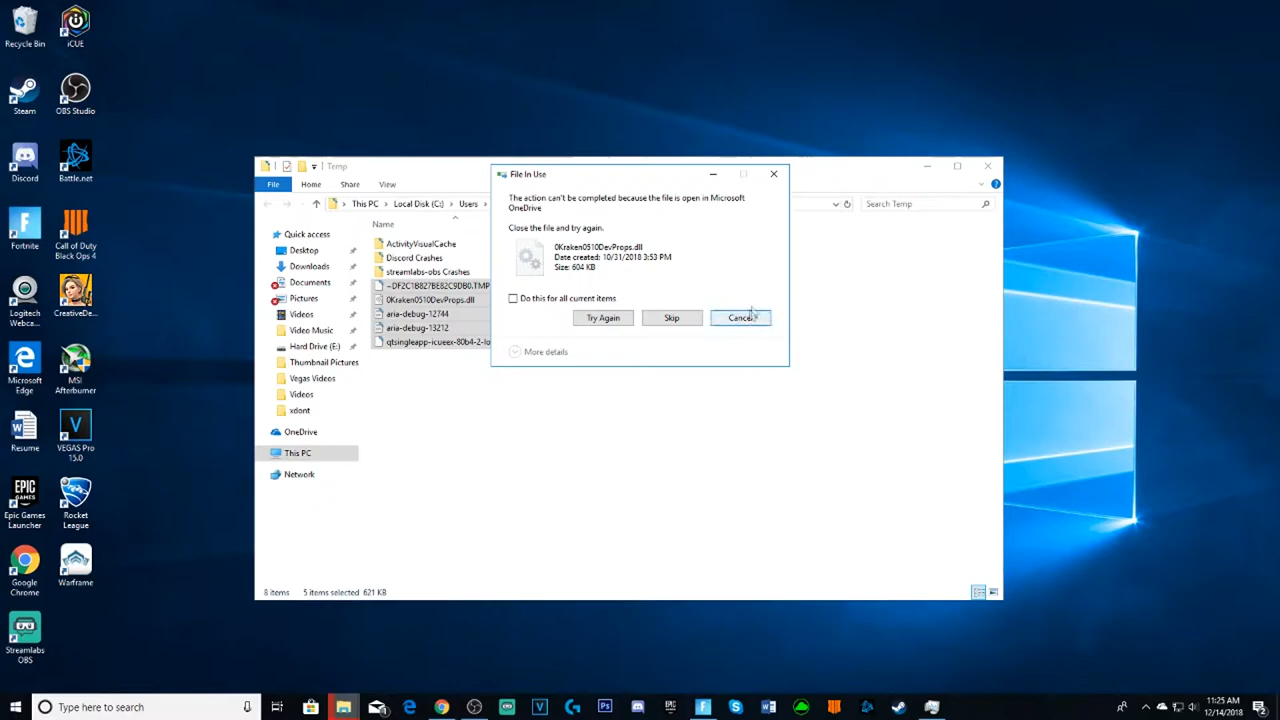 Recycle Bin
iCUE
Steam
OBS Studio
Discord
Battle.net
Fortnite
Call of Duty
Black Ops 4
Logitech
Webca...
CreativeDe...
Microsoft
Edge
MSI
Afterburner
Resume
VEGAS Pro
15.0
Epic Games
Launcher
Rocket
League
Google
Chrome
Warframe
Streamlabs
OBS
Temp
File
Home
Share
View
This PC
Local Disk (C:)
Users
Search Temp
Name
Quick access
Desktop
Downloads
Documents
Pictures
Videos
Video Music
Hard Drive (E:)
Thumbnail Pictures
Vegas Videos
Videos
xdont
OneDrive
This PC
Network
ActivityVisualCache
Discord Crashes
streamlabs-obs Crashes
~DF2C1B827BE82C9DB0.TMP
0Kraken0510DevProps.dll
aria-debug-12744
aria-debug-13212
qtsingleapp-icueex-80b4-2-lo
8 items
5 items selected 621 KB
File In Use
The action can't be completed because the file is open in Microsoft
OneDrive
Close the file and try again.
0Kraken0510DevProps.dll
Date created: 10/31/2018 3:53 PM
Size: 604 KB
Do this for all current items
Try Again
Skip
Cancel
More details
Type here to search
11:25 AM
12/14/2018